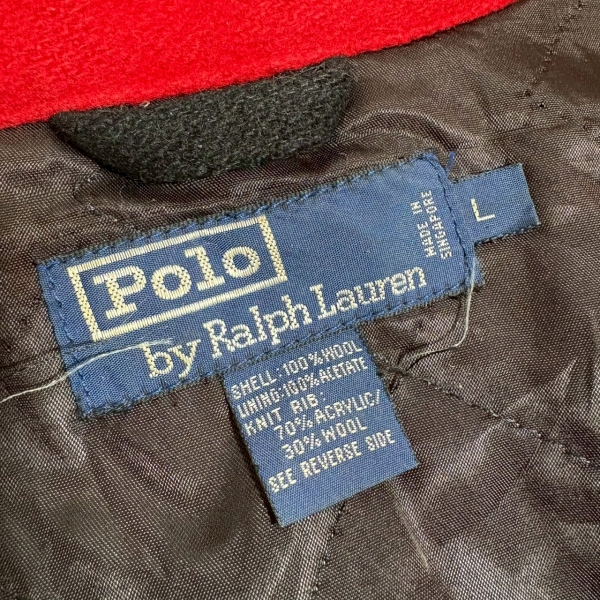 Polo
by Ralph Lauren
MADE IN
SINGAPORE
L
SHELL: 100% WOOL
LINING: 100% ACETATE
KNIT RIB:
70% ACRYLIC/
30% WOOL
SEE REVERSE SIDE